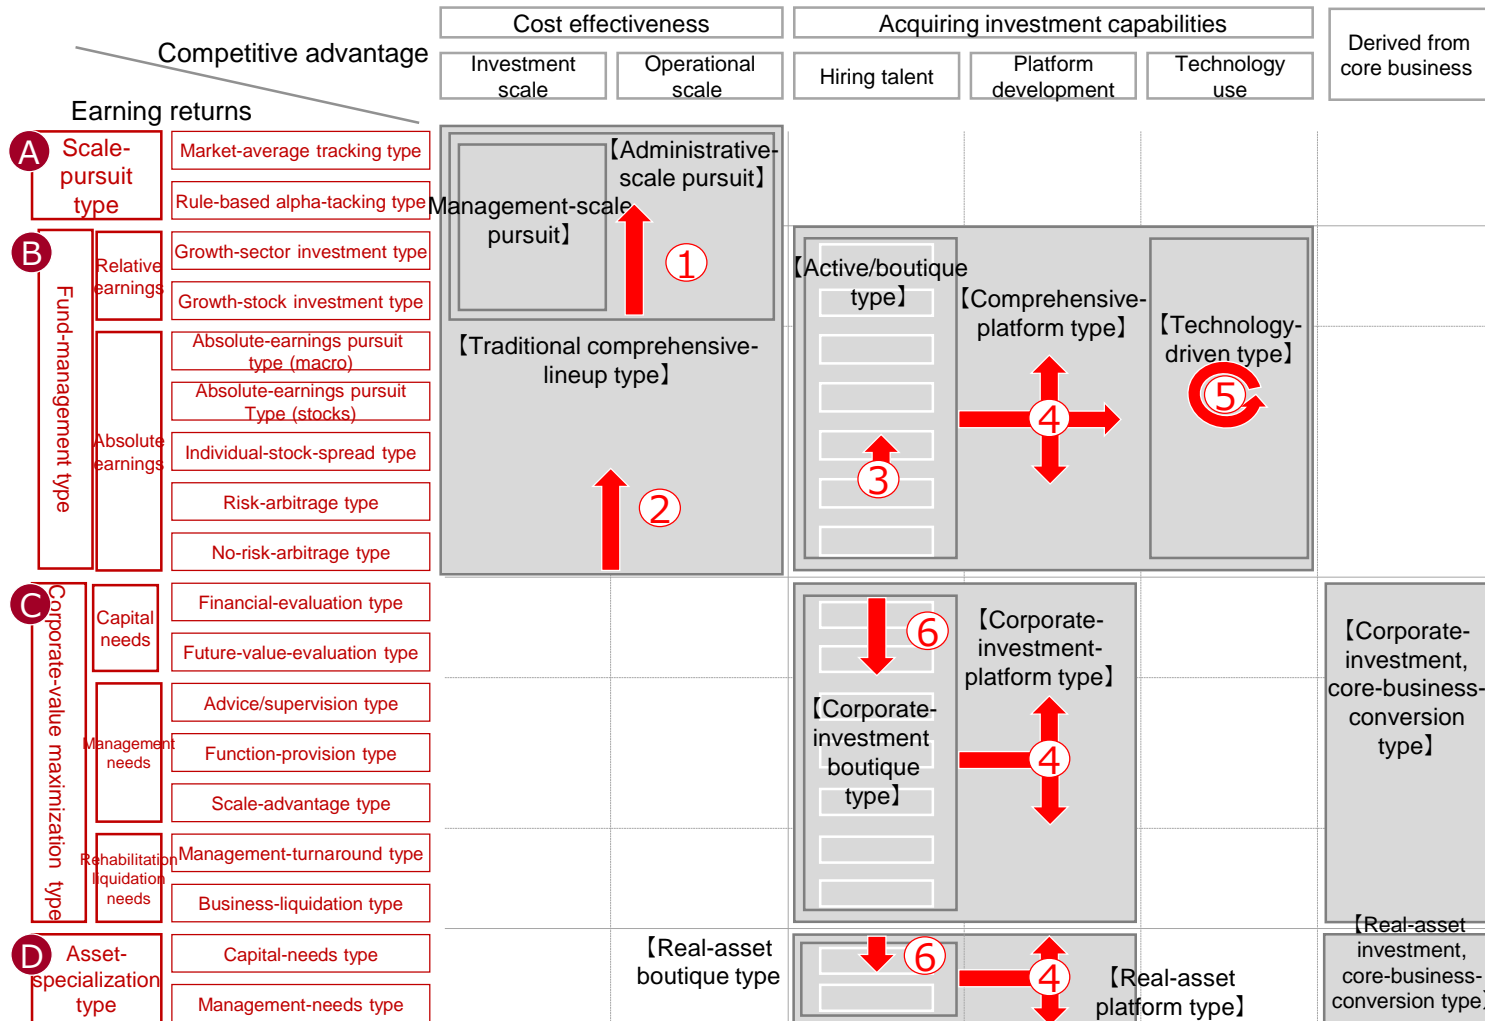 Cost effectiveness
Acquiring investment capabilities
Derived from
core business
Competitive advantage
Investment
scale
Operational
scale
Hiring talent
Platform
development
Technology
use
Earning returns
A
Scale-
pursuit
type
Market-average tracking type
Rule-based alpha-tacking type
B
Fund-management type
Relative
earnings
Growth-sector investment type
Growth-stock investment type
Absolute
earnings
Absolute-earnings pursuit
type (macro)
Absolute-earnings pursuit
Type (stocks)
Individual-stock-spread type
Risk-arbitrage type
No-risk-arbitrage type
C
Corporate-value maximization type
Capital
needs
Financial-evaluation type
Future-value-evaluation type
Management
needs
Advice/supervision type
Function-provision type
Scale-advantage type
Rehabilitation
liquidation
needs
Management-turnaround type
Business-liquidation type
D
Asset-
specialization
type
Capital-needs type
Management-needs type
【Administrative-
scale pursuit】
Management-scale
pursuit】
①
【Traditional comprehensive-
lineup type】
②
【Active/boutique
type】
③
【Comprehensive-
platform type】
④
【Technology-
driven type】
⑤
⑥
【Corporate-
investment
boutique
type】
【Corporate-
investment-
platform type】
④
【Corporate-
investment,
core-business-
conversion
type】
【Real-asset
boutique type
⑥
④
【Real-asset
platform type】
【Real-asset
investment,
core-business-
conversion type】